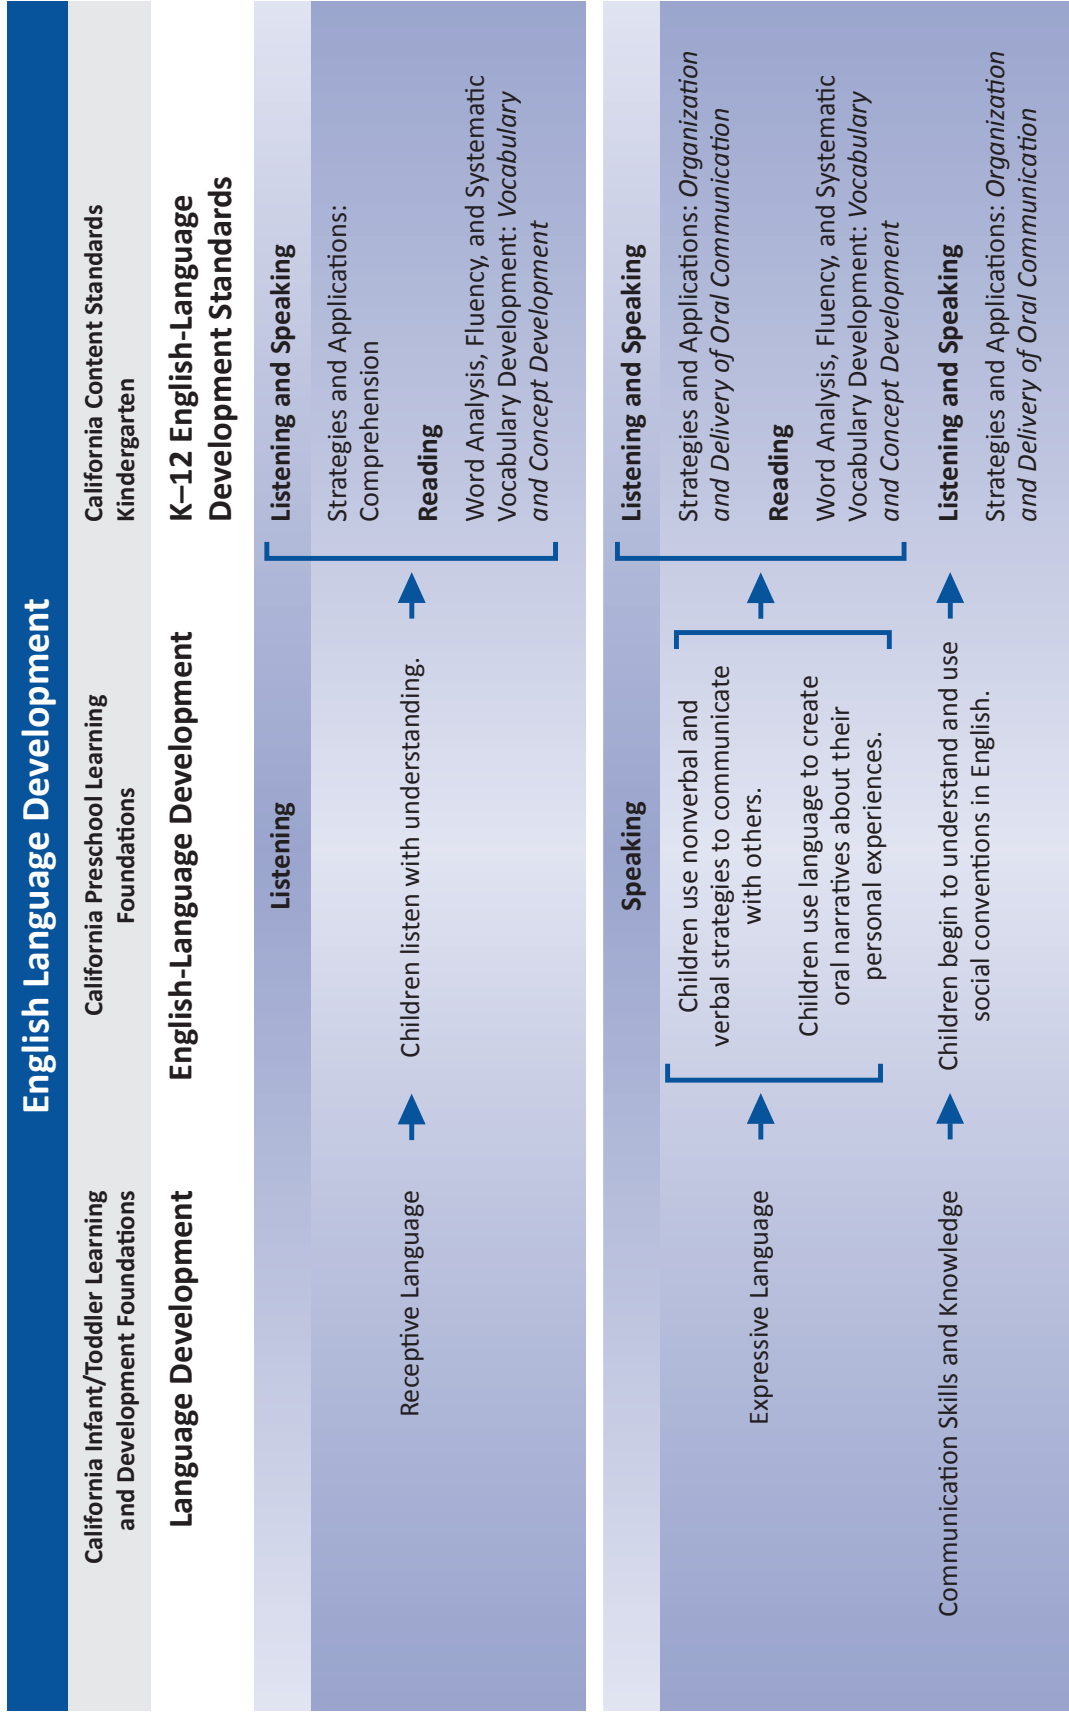 English Language Development
California Infant/Toddler Learning
and Development Foundations
California Preschool Learning
Foundations
California Content Standards
Kindergarten
Language Development
English-Language Development
K–12 English-Language
Development Standards
Listening
Listening and Speaking
Receptive Language
Children listen with understanding.
Strategies and Applications:
Comprehension
Reading
Word Analysis, Fluency, and Systematic
Vocabulary Development: Vocabulary
and Concept Development
Speaking
Listening and Speaking
Expressive Language
Children use nonverbal and
verbal strategies to communicate
with others.
Children use language to create
oral narratives about their
personal experiences.
Strategies and Applications: Organization
and Delivery of Oral Communication
Reading
Word Analysis, Fluency, and Systematic
Vocabulary Development: Vocabulary
and Concept Development
Communication Skills and Knowledge
Children begin to understand and use
social conventions in English.
Listening and Speaking
Strategies and Applications: Organization
and Delivery of Oral Communication